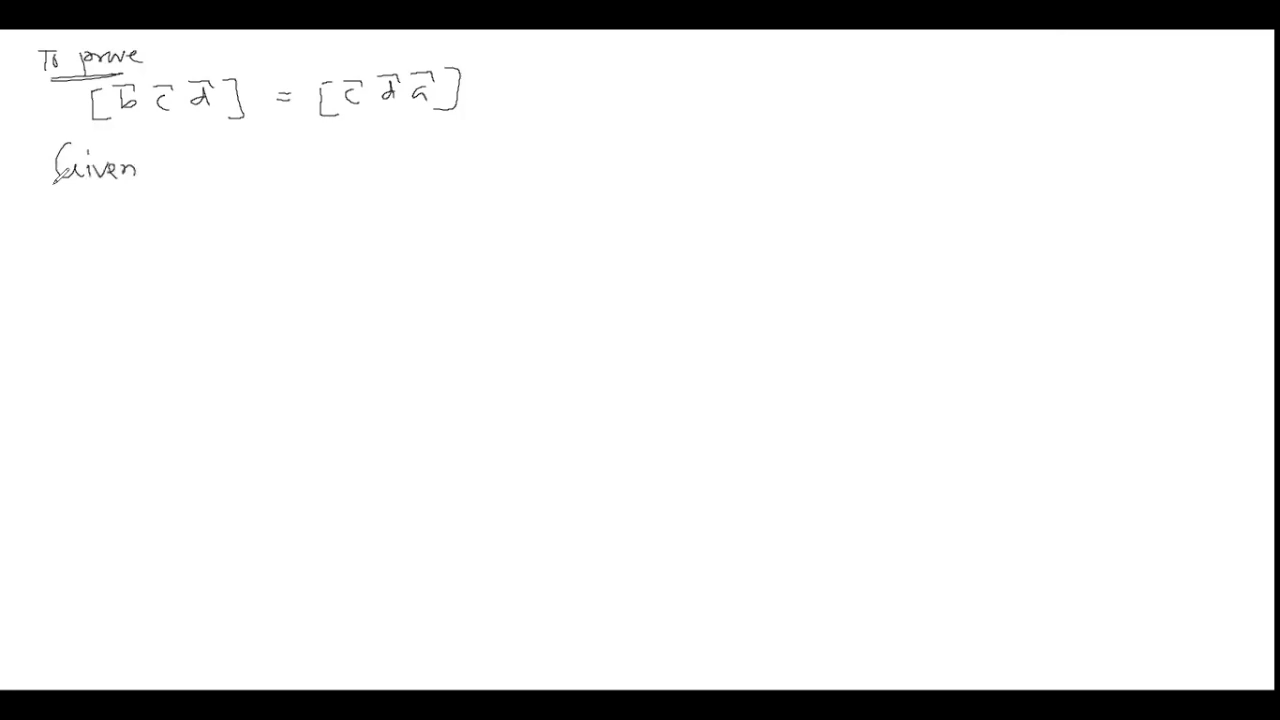 To prove
[b⃗ c⃗ d⃗] = [c⃗ d⃗ a⃗]
Given